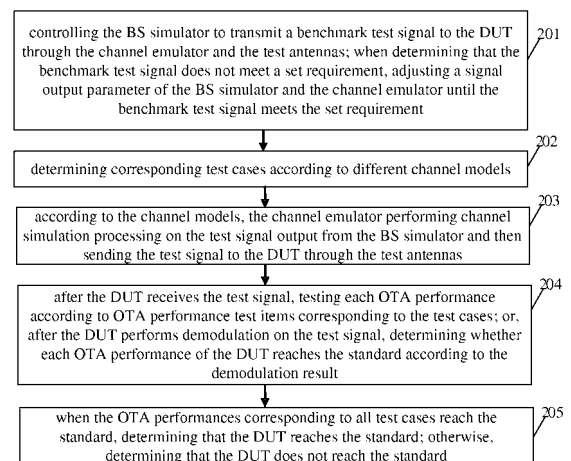 controlling the BS simulator to transmit a benchmark test signal to the DUT
through the channel emulator and the test antennas; when determining that the
benchmark test signal does not meet a set requirement, adjusting a signal
output parameter of the BS simulator and the channel emulator until the
benchmark test signal meets the set requirement
201
determining corresponding test cases according to different channel models
202
according to the channel models, the channel emulator performing channel
simulation processing on the test signal output from the BS simulator and then
sending the test signal to the DUT through the test antennas
203
after the DUT receives the test signal, testing each OTA performance
according to OTA performance test items corresponding to the test cases; or,
after the DUT performs demodulation on the test signal, determining whether
each OTA performance of the DUT reaches the standard according to the
demodulation result
204
when the OTA performances corresponding to all test cases reach the
standard, determining that the DUT reaches the standard; otherwise,
determining that the DUT does not reach the standard
205